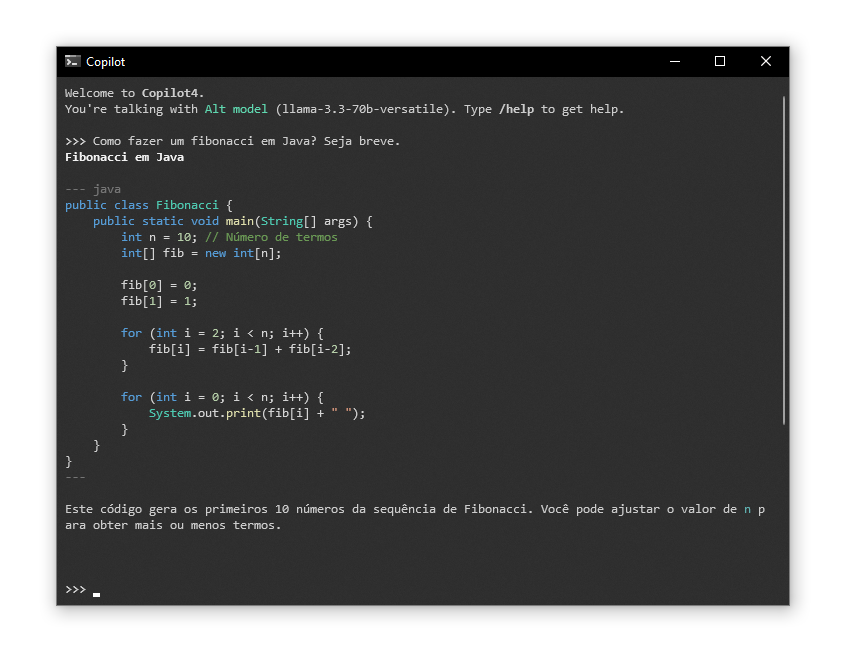 Copilot
Welcome to Copilot4.
You're talking with Alt model (llama-3.3-70b-versatile). Type /help to get help.
>>> Como fazer um fibonacci em Java? Seja breve.
Fibonacci em Java
--- java
public class Fibonacci {
    public static void main(String[] args) {
        int n = 10; // Número de termos
        int[] fib = new int[n];
        fib[0] = 0;
        fib[1] = 1;
        for (int i = 2; i < n; i++) {
            fib[i] = fib[i-1] + fib[i-2];
        }
        for (int i = 0; i < n; i++) {
            System.out.print(fib[i] + " ");
        }
    }
}
---
Este código gera os primeiros 10 números da sequência de Fibonacci. Você pode ajustar o valor de n p
ara obter mais ou menos termos.
>>>